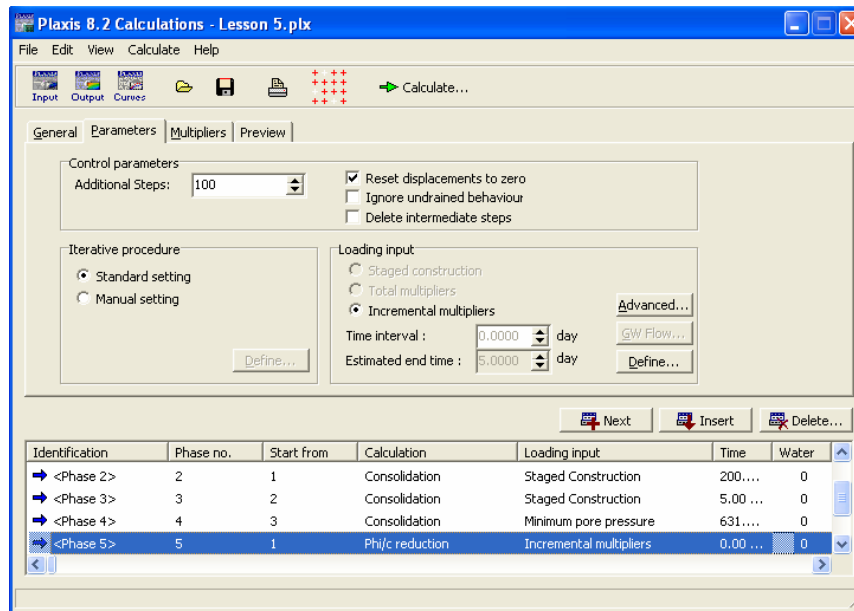 Plaxis 8.2 Calculations - Lesson 5.plx
File Edit View Calculate Help
Input Output Curves Calculate...
General Parameters Multipliers Preview
Control parameters
Additional Steps: 100
Reset displacements to zero
Ignore undrained behaviour
Delete intermediate steps
Iterative procedure
Standard setting
Manual setting
Define...
Loading input
Staged construction
Total multipliers
Incremental multipliers
Advanced...
Time interval : 0.0000 day GW Flow...
Estimated end time : 5.0000 day Define...
Next Insert Delete...
Identification Phase no. Start from Calculation Loading input Time Water
<Phase 2> 2 1 Consolidation Staged Construction 200.... 0
<Phase 3> 3 2 Consolidation Staged Construction 5.00 ... 0
<Phase 4> 4 3 Consolidation Minimum pore pressure 631.... 0
<Phase 5> 5 1 Phi/c reduction Incremental multipliers 0.00 ... 0